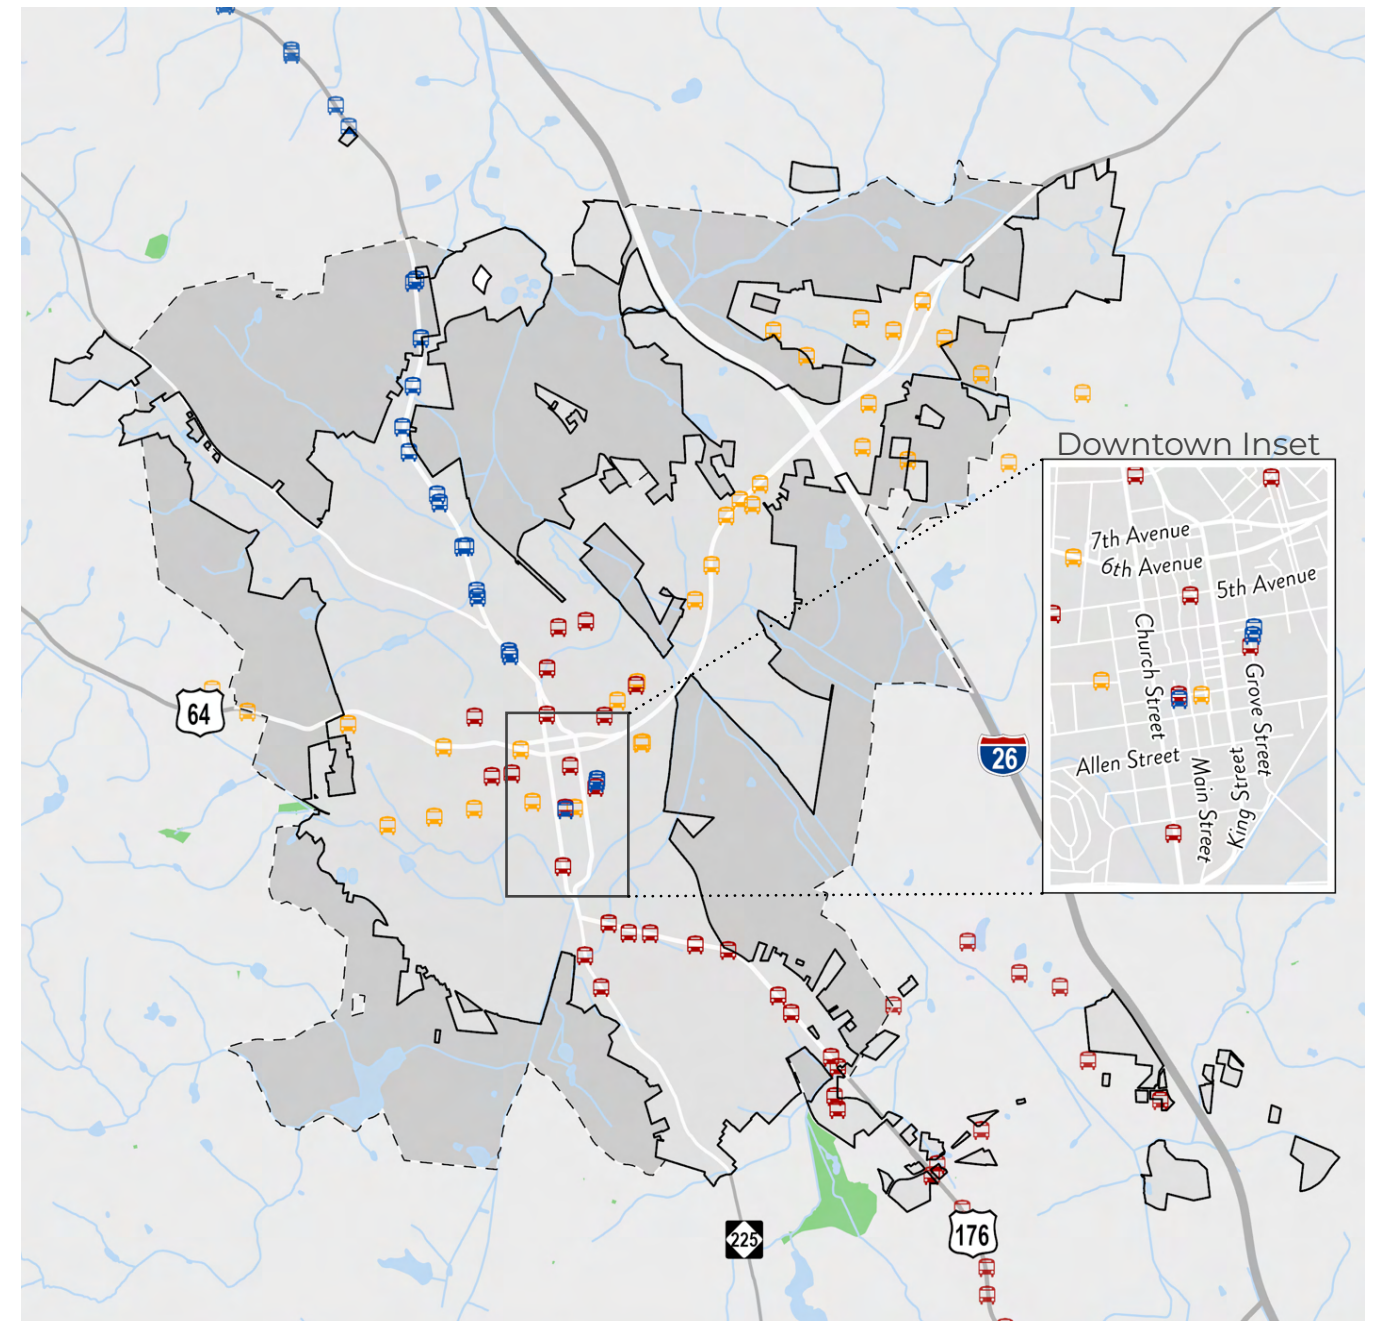 Downtown Inset
7th Avenue
6th Avenue
5th Avenue
Church Street
Grove Street
Allen Street
Main Street
King Street
64
26
225
176